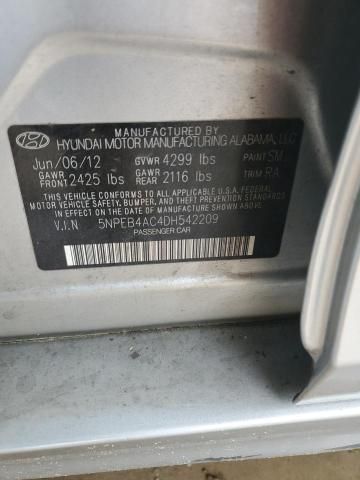 MANUFACTURED BY
HYUNDAI MOTOR MANUFACTURING ALABAMA, LLC
Jun/06/12 GVWR 4299 lbs PAINT SM
GAWR FRONT 2425 lbs GAWR REAR 2116 lbs TRIM RA
THIS VEHICLE CONFORMS TO ALL APPLICABLE U.S.A. FEDERAL
MOTOR VEHICLE SAFETY, BUMPER, AND THEFT PREVENTION
STANDARDS IN EFFECT ON THE DATE OF MANUFACTURE SHOWN ABOVE.
V.I.N 5NPEB4AC4DH542209
PASSENGER CAR